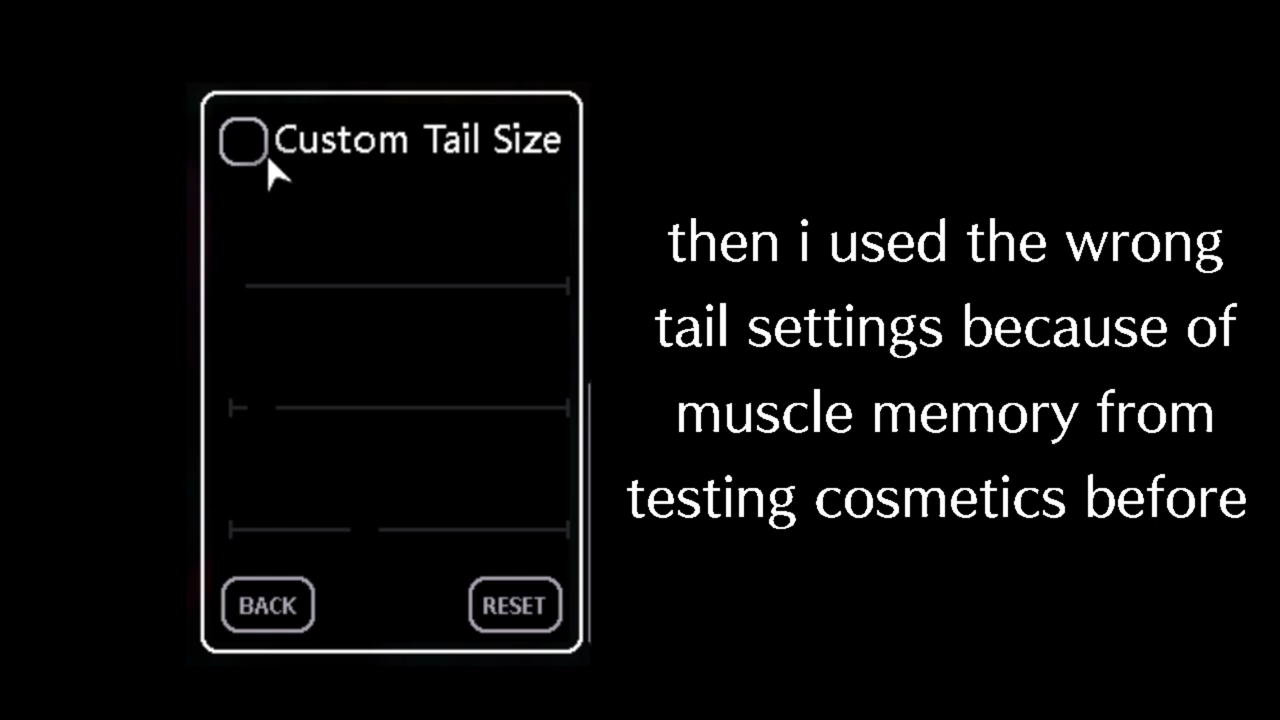 Custom Tail Size
then i used the wrong
tail settings because of
muscle memory from
testing cosmetics before
BACK
RESET